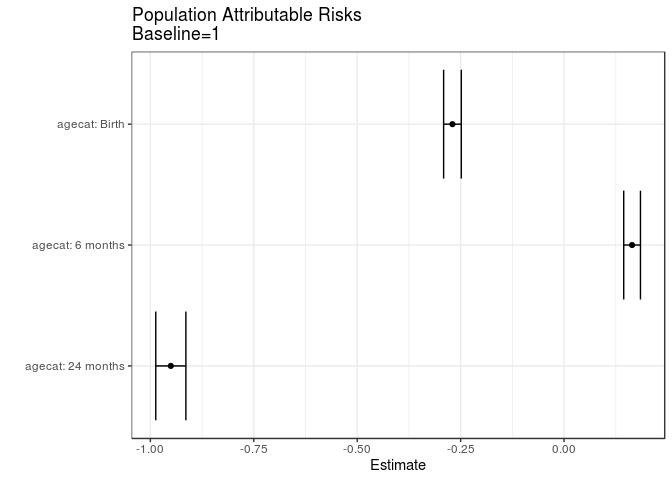 Population Attributable Risks
Baseline=1
agecat: Birth
agecat: 6 months
agecat: 24 months
-1.00 -0.75 -0.50 -0.25 0.00
Estimate